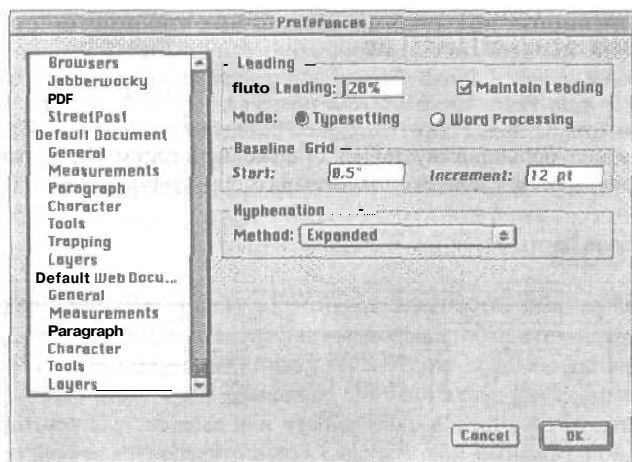 Preferences
Browsers
Jabberwocky
PDF
StreetPost
Default Document
General
Measurements
Paragraph
Character
Tools
Trapping
Layers
Default Web Docu...
General
Measurements
Paragraph
Character
Tools
Layers
- Leading —
fluto Leading: 20%
Maintain Leading
Mode: Typesetting Word Processing
Baseline Grid —
Start: 0.5" Increment: 12 pt
Hyphenation
Method: Expanded
Cancel OK